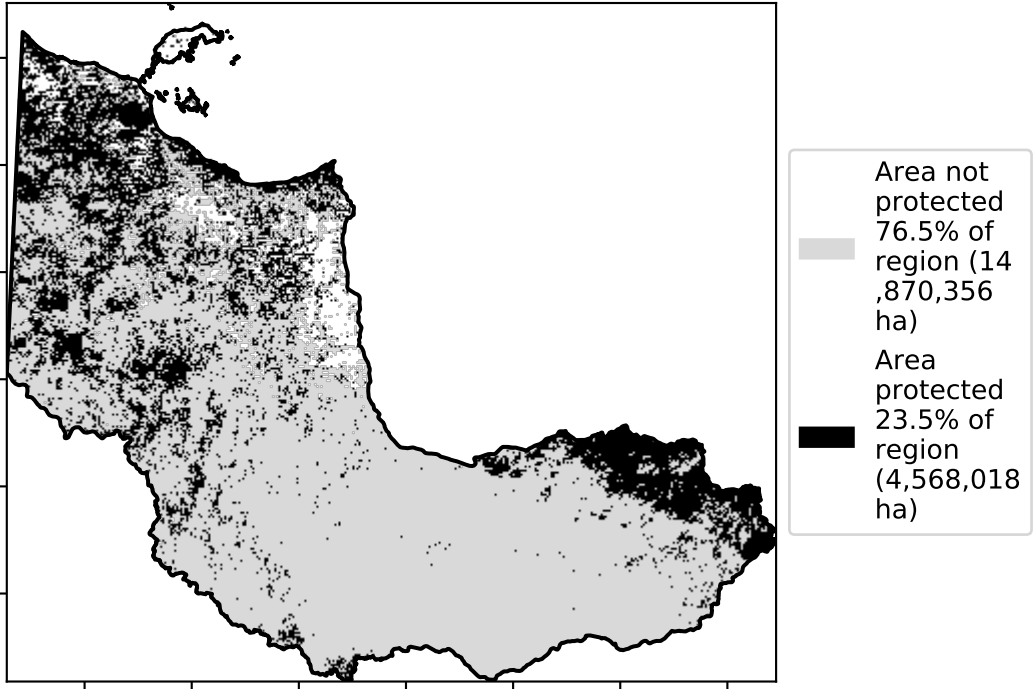 Area not
protected
76.5% of
region (14
,870,356
ha)
Area
protected
23.5% of
region
(4,568,018
ha)